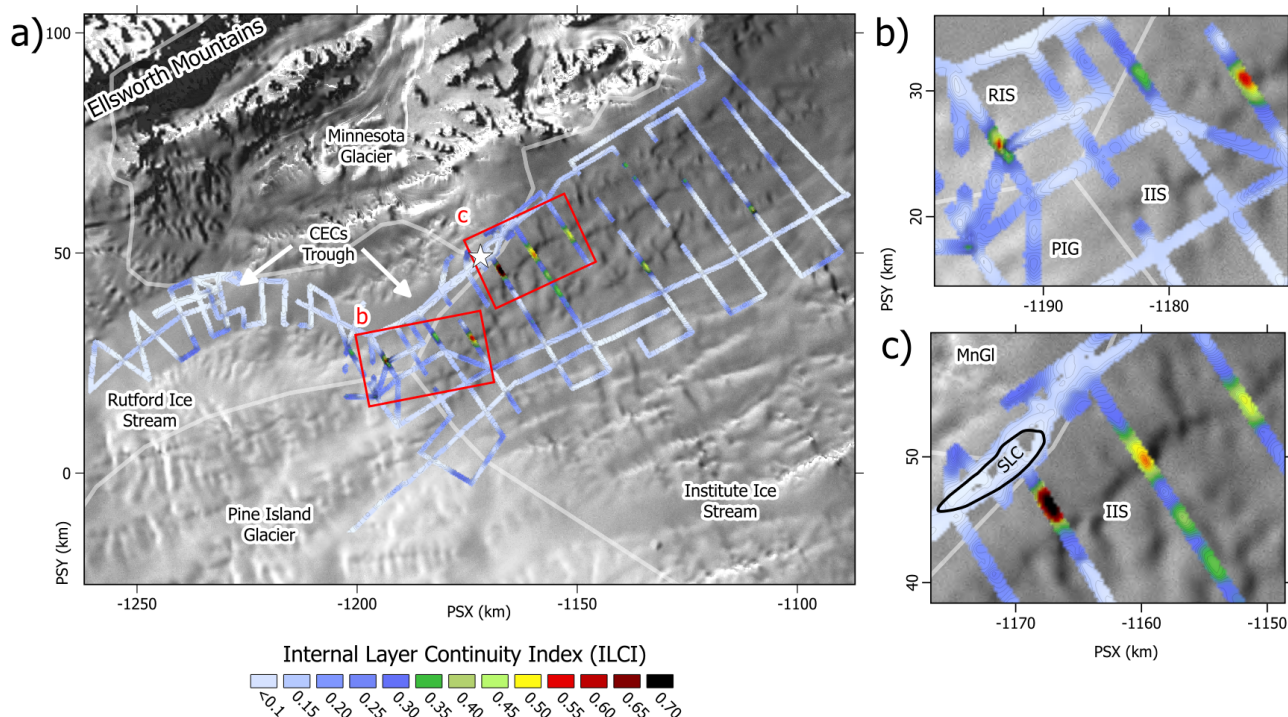 a)
100
50
0
PSY (km)
Ellsworth Mountains
Minnesota
Glacier
CECs
Trough
c
b
Rutford Ice
Stream
Pine Island
Glacier
Institute Ice
Stream
-1250
-1200
-1150
-1100
PSX (km)
b)
30
20
PSY (km)
RIS
IIS
PIG
-1190
-1180
c)
50
40
MnGl
SLC
IIS
-1170
-1160
-1150
PSX (km)
Internal Layer Continuity Index (ILCI)
<0.1 0.15 0.20 0.25 0.30 0.35 0.40 0.45 0.50 0.55 0.60 0.65 0.70